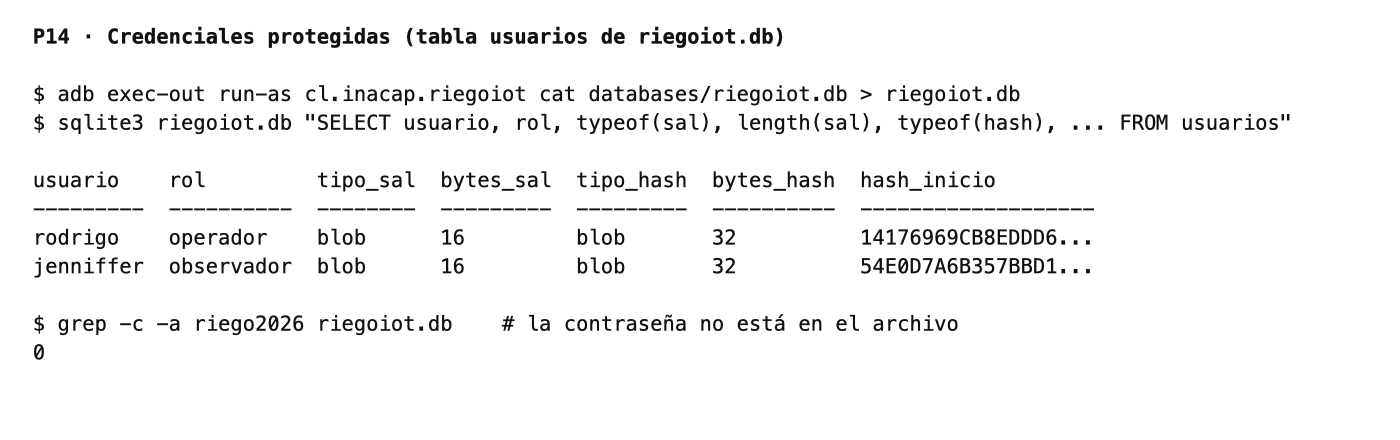 P14 · Credenciales protegidas (tabla usuarios de riegoiot.db)
$ adb exec-out run-as cl.inacap.riegoiot cat databases/riegoiot.db > riegoiot.db
$ sqlite3 riegoiot.db "SELECT usuario, rol, typeof(sal), length(sal), typeof(hash), ... FROM usuarios"
usuario    rol         tipo_sal  bytes_sal  tipo_hash  bytes_hash  hash_inicio
---------  ----------  --------  ---------  ---------  ----------  -------------------
rodrigo    operador    blob      16         blob       32          14176969CB8EDDD6...
jenniffer  observador  blob      16         blob       32          54E0D7A6B357BBD1...
$ grep -c -a riego2026 riegoiot.db    # la contraseña no está en el archivo
0